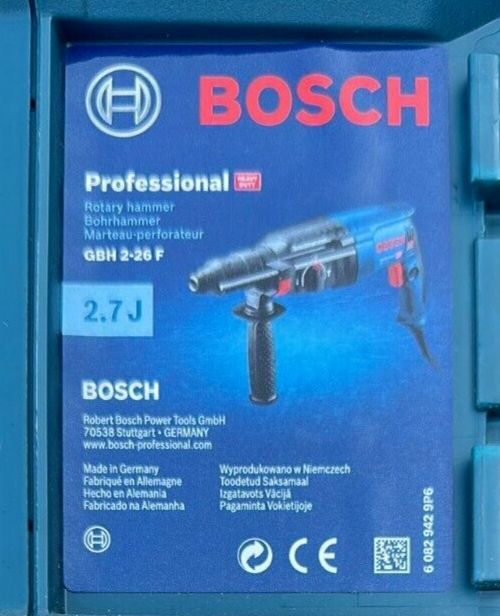 BOSCH
Professional HEAVY DUTY
Rotary hammer
Bohrhammer
Marteau-perforateur
GBH 2-26 F
BOSCH
2.7 J
BOSCH
Robert Bosch Power Tools GmbH
70538 Stuttgart • GERMANY
www.bosch-professional.com
Made in Germany
Fabriqué en Allemagne
Hecho en Alemania
Fabricado na Alemanha
Wyprodukowano w Niemczech
Toodetud Saksamaal
Izgatavots Vācijā
Pagaminta Vokietijoje
CE
6 082 942 9P6